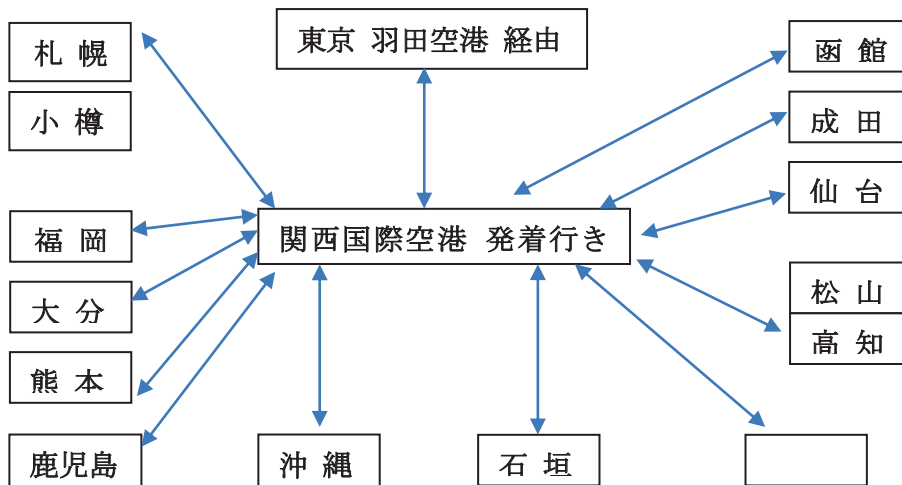 札 幌
東京 羽田空港 経由
函 館
小 樽
成 田
仙 台
福 岡
関西国際空港 発着行き
大 分
松 山
高 知
熊 本
鹿児島
沖 縄
石 垣